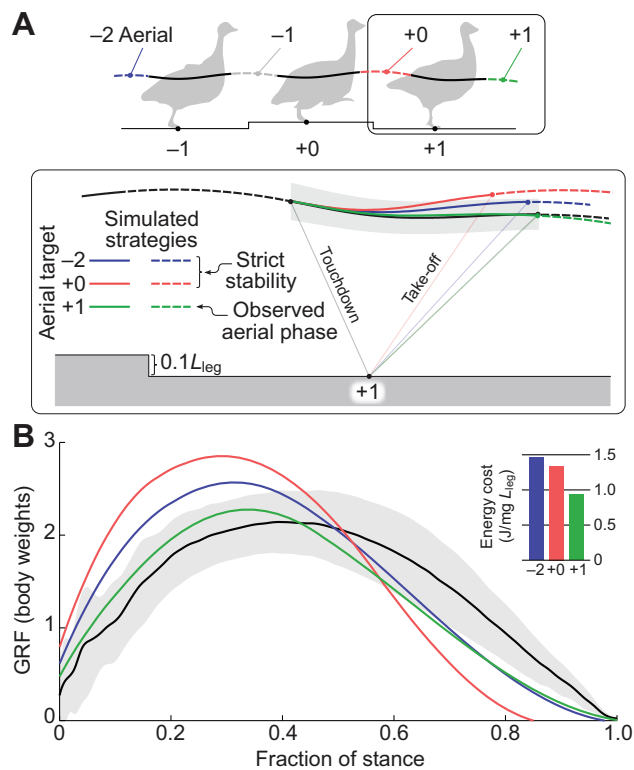 A
–2 Aerial
–1
+0
+1
–1
+0
+1
Simulated
strategies
Aerial target
–2
+0
+1
Strict
stability
Observed
aerial phase
Touchdown
Take-off
0.1Lleg
+1
B
GRF (body weights)
3
2
1
0
0
0.2
0.4
0.6
0.8
1.0
Fraction of stance
Energy cost
(J/mg Lleg)
1.5
1.0
0.5
0
–2 +0 +1